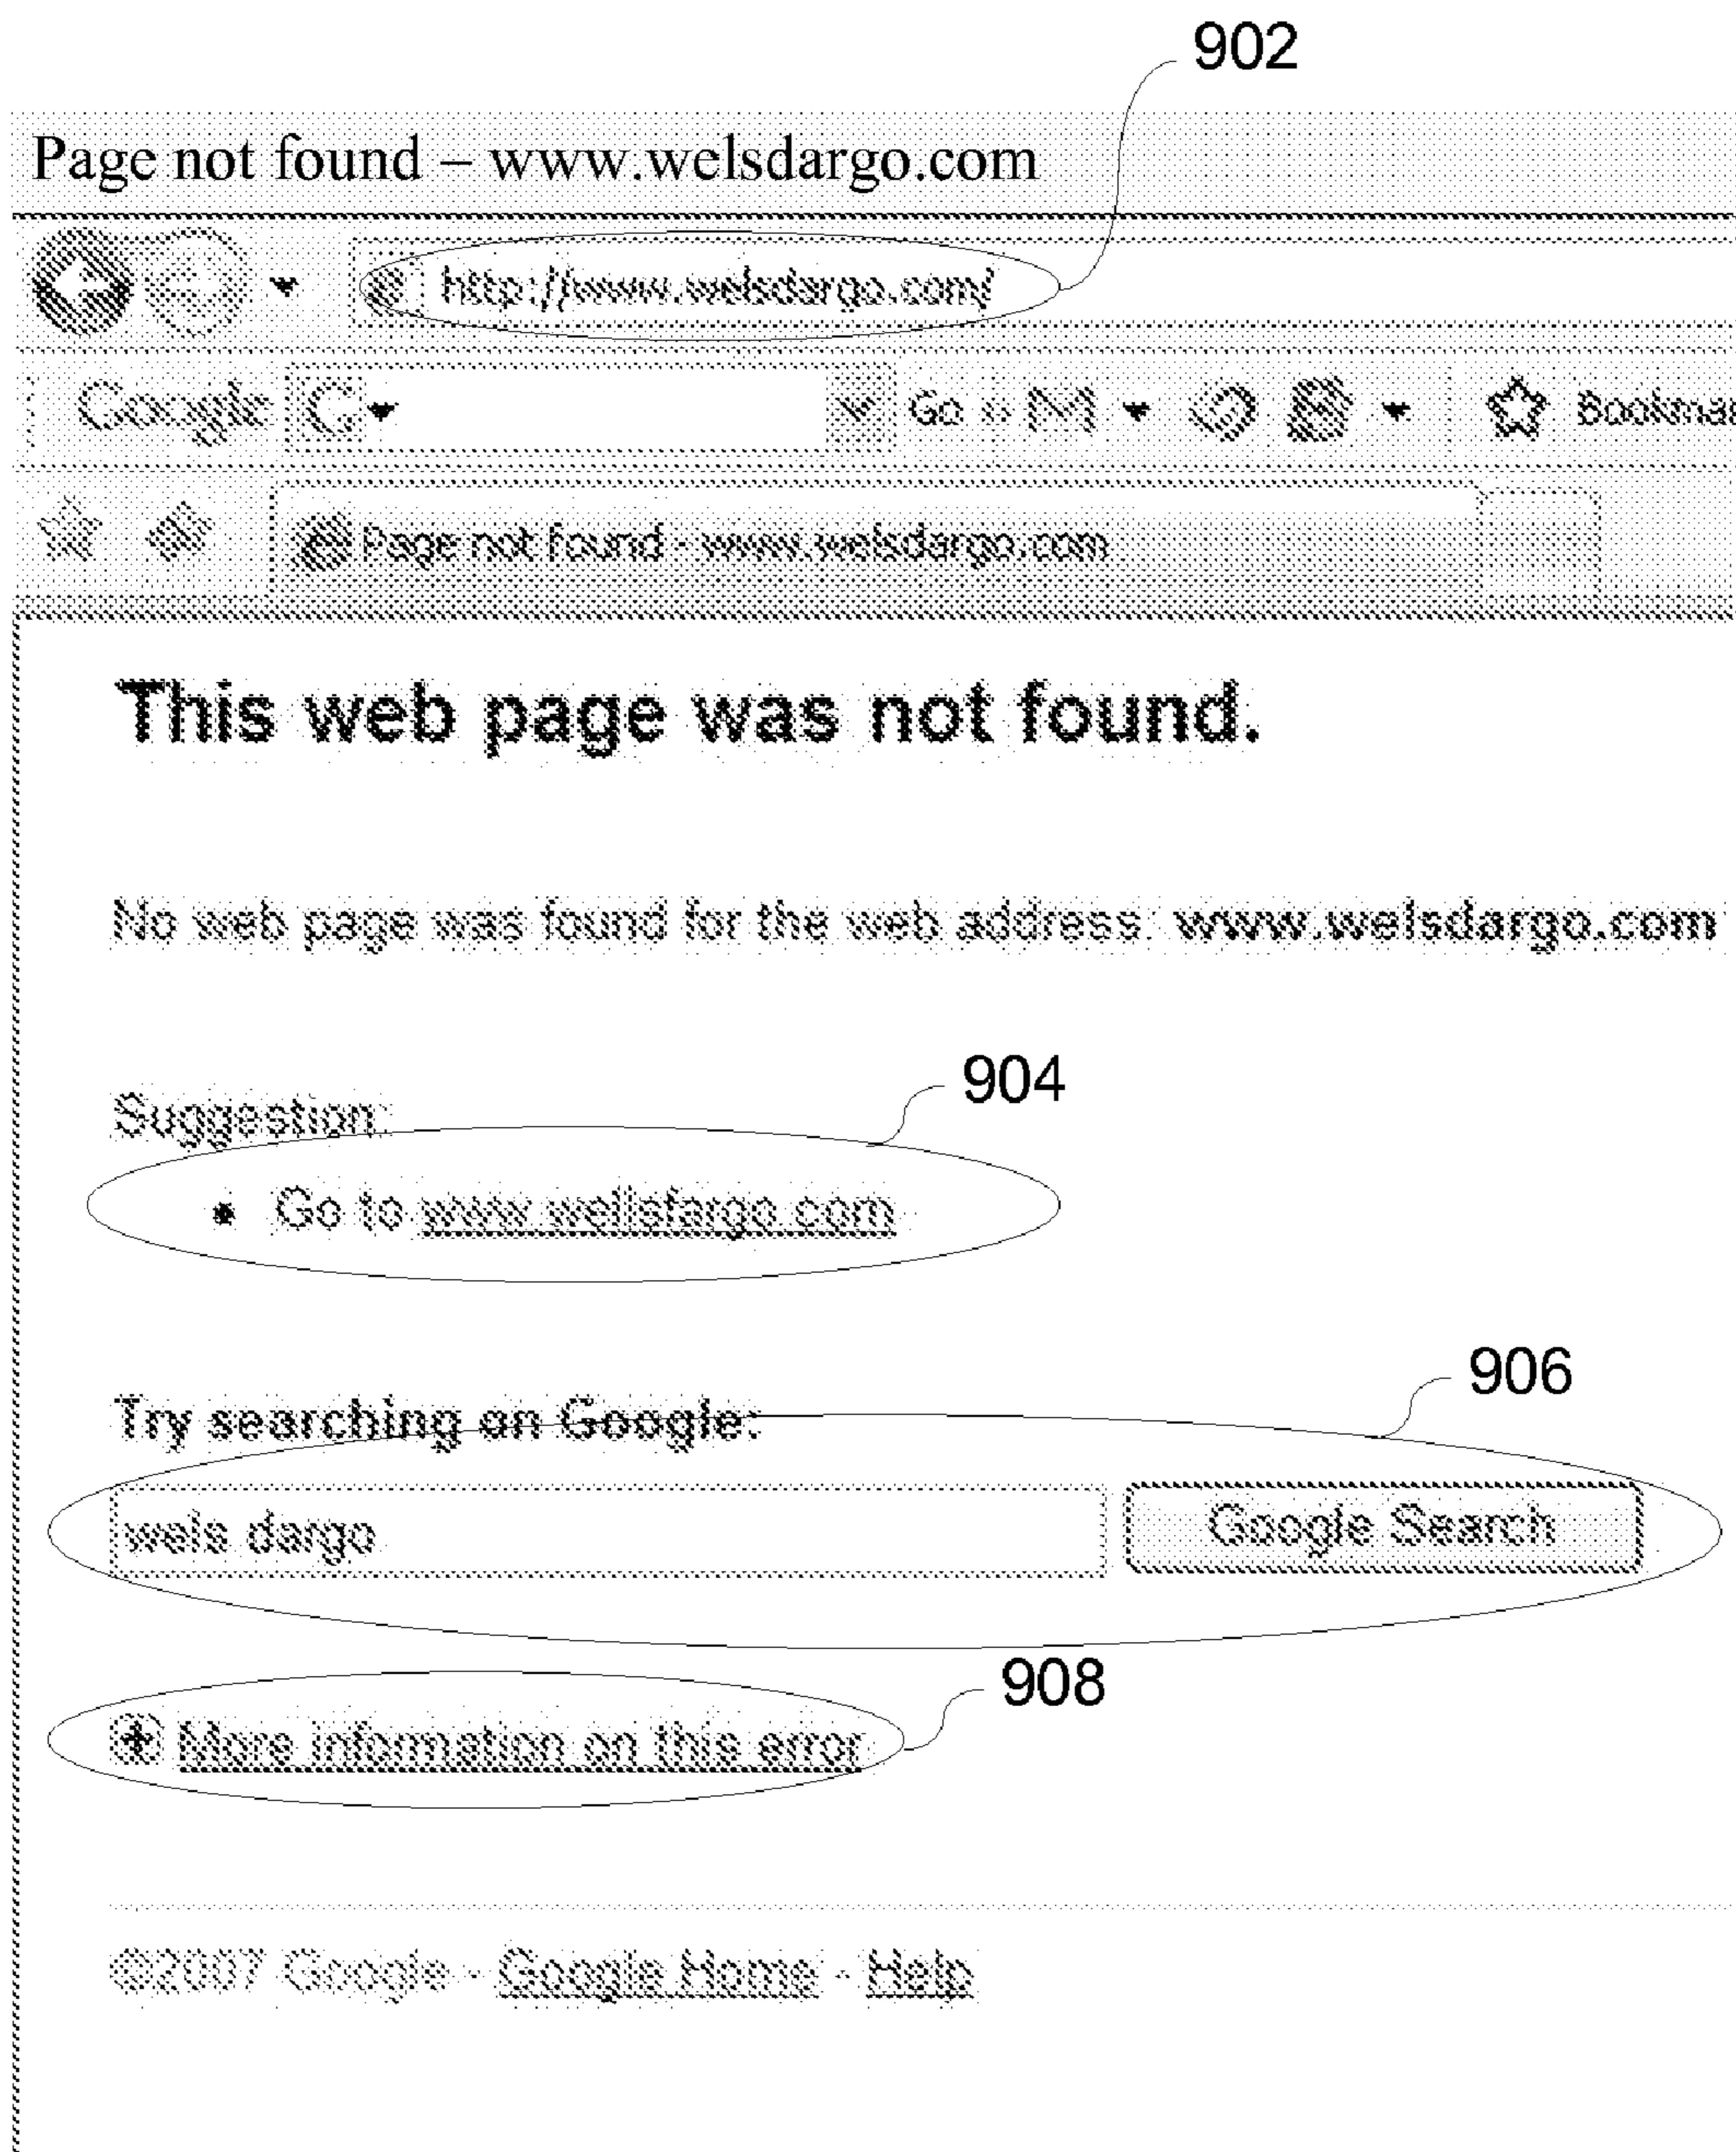 902
Page not found – www.welsdargo.com
http://www.welsdargo.com/
Google G Go M Bookmar
Page not found - www.welsdargo.com
This web page was not found.
No web page was found for the web address: www.welsdargo.com
904
Suggestion:
• Go to www.wellsfargo.com
906
Try searching on Google:
wels dargo Google Search
908
More information on this error
©2007 Google - Google Home - Help